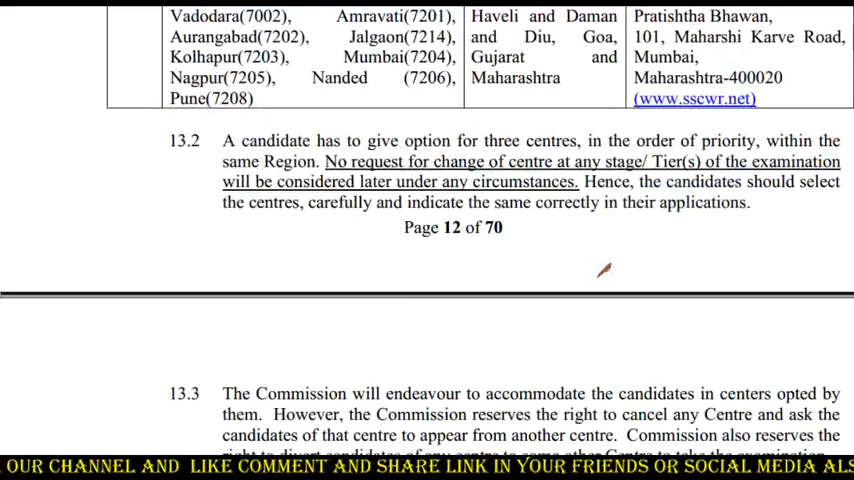 Vadodara(7002), Amravati(7201),
Aurangabad(7202), Jalgaon(7214),
Kolhapur(7203), Mumbai(7204),
Nagpur(7205), Nanded (7206),
Pune(7208)
Haveli and Daman
and Diu, Goa,
Gujarat and
Maharashtra
Pratishtha Bhawan,
101, Maharshi Karve Road,
Mumbai,
Maharashtra-400020
(www.sscwr.net)
13.2 A candidate has to give option for three centres, in the order of priority, within the
same Region. No request for change of centre at any stage/ Tier(s) of the examination
will be considered later under any circumstances. Hence, the candidates should select
the centres, carefully and indicate the same correctly in their applications.
Page 12 of 70
13.3 The Commission will endeavour to accommodate the candidates in centers opted by
them. However, the Commission reserves the right to cancel any Centre and ask the
candidates of that centre to appear from another centre. Commission also reserves the
right to divert candidates of any centre to some other Centre to take the examination.
OUR CHANNEL AND LIKE COMMENT AND SHARE LINK IN YOUR FRIENDS OR SOCIAL MEDIA ALS